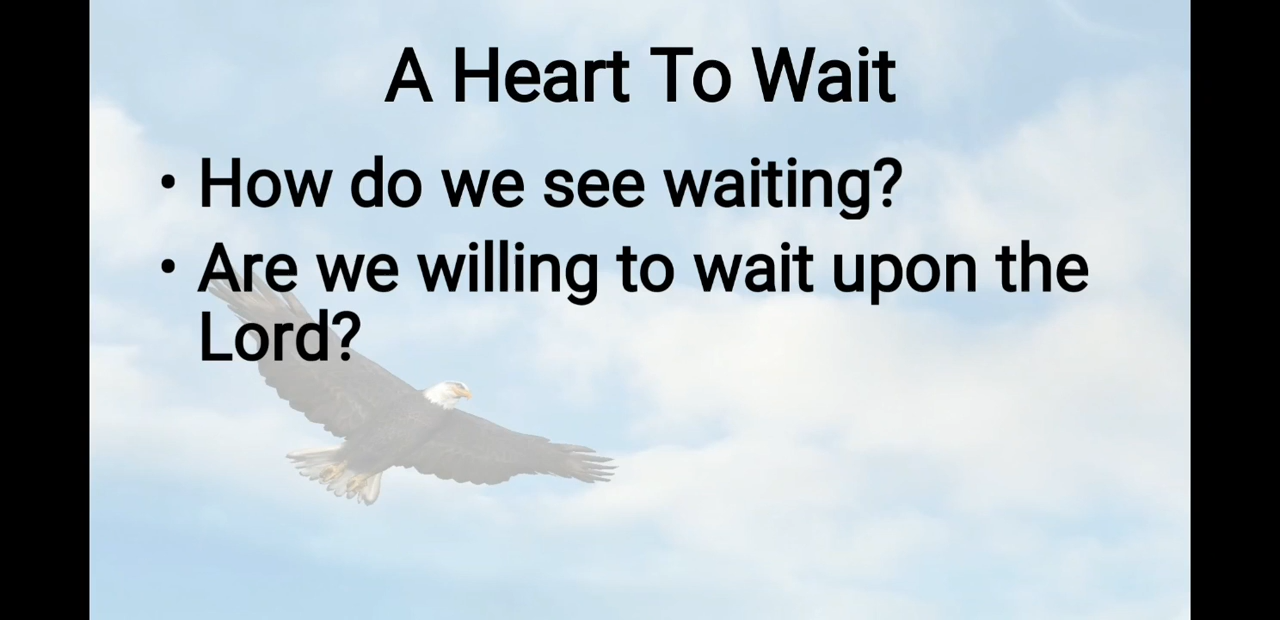 A Heart To Wait
• How do we see waiting?
• Are we willing to wait upon the
Lord?